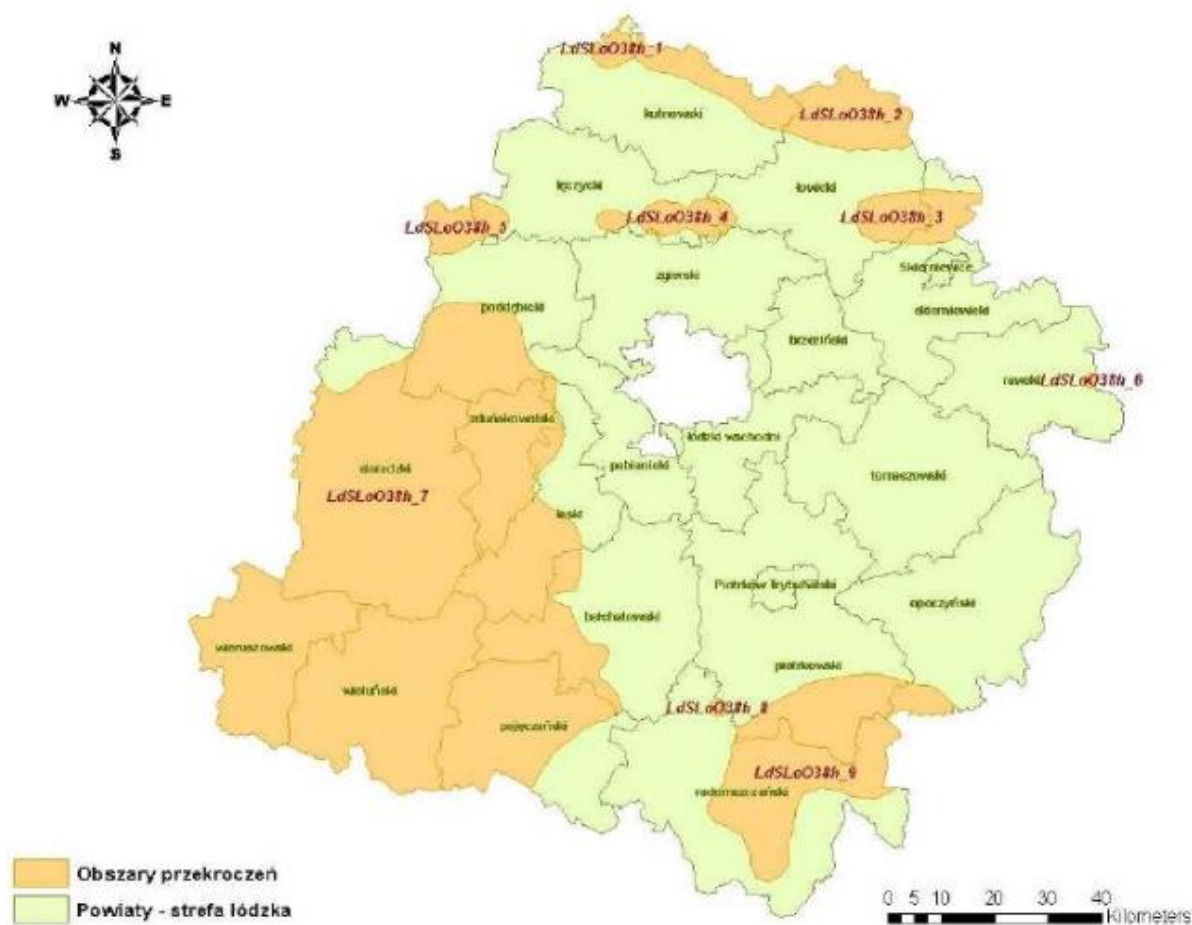 N
W E
S
LdSLoO38h_1
LdSLoO38h_2
kutnowski
łęczycki
łowicki
LdSLoO38h_5
LdSLoO38h_4
LdSLoO38h_3
zgierski
Skierniewice
poddębicki
skierniewicki
brzeziński
rawski
LdSLoO38h_6
zduńskowolski
łódzki wschodni
pabianicki
sieradzki
tomaszowski
LdSLoO38h_7
łaski
Piotrków Trybunalski
opoczyński
bełchatowski
wieruszowski
piotrkowski
wieluński
LdSLoO38h_8
pajęczański
LdSLoO38h_9
radomszczański
Obszary przekroczeń
Powiaty - strefa łódzka
0 5 10 20 30 40
Kilometers